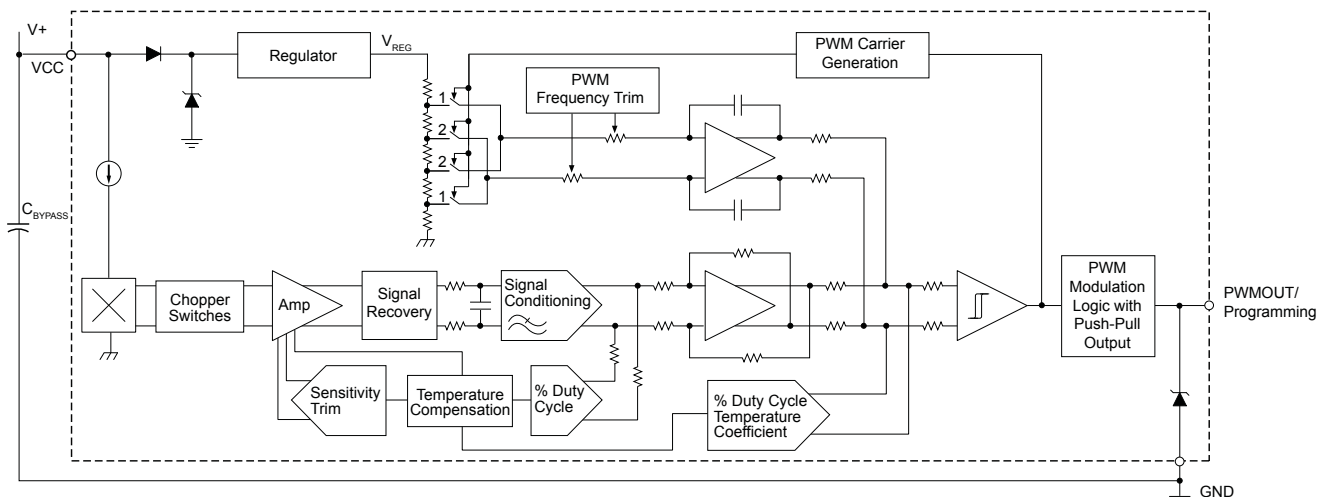 V+
VCC
Regulator
VREG
PWM Carrier
Generation
PWM
Frequency Trim
1
2
2
1
CBYPASS
Chopper
Switches
Amp
Signal
Recovery
Signal
Conditioning
PWM
Modulation
Logic with
Push-Pull
Output
PWMOUT/
Programming
Sensitivity
Trim
Temperature
Compensation
% Duty
Cycle
% Duty Cycle
Temperature
Coefficient
GND